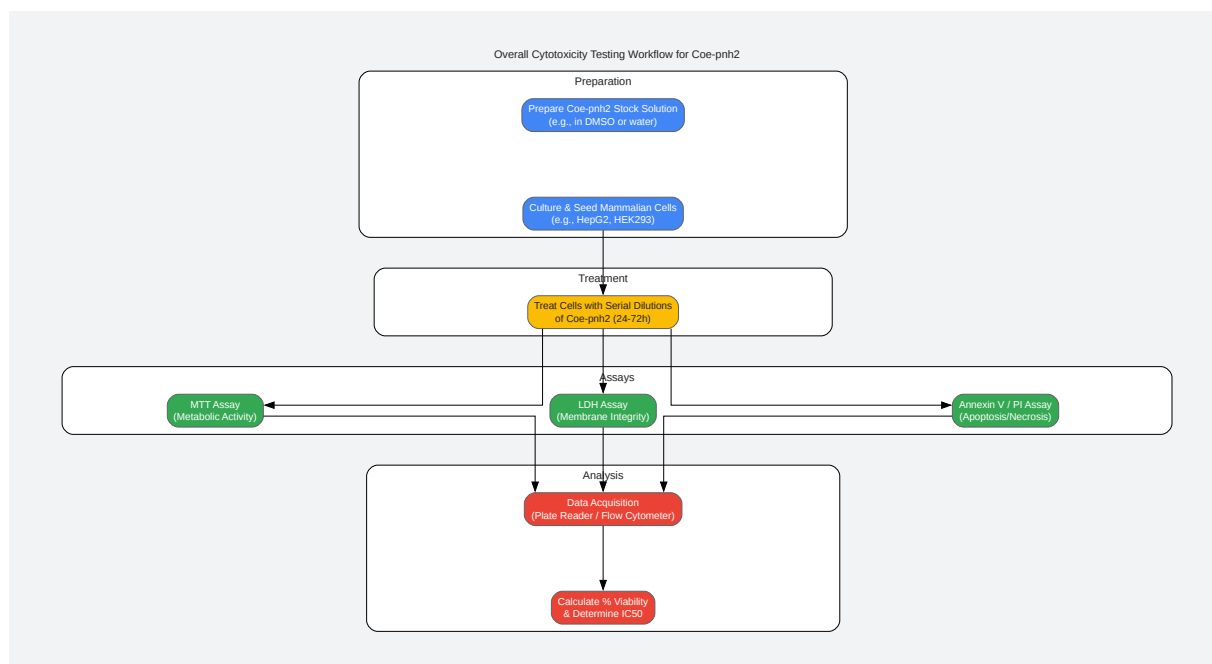 Overall Cytotoxicity Testing Workflow for Coe-pnh2
Preparation
Prepare Coe-pnh2 Stock Solution
(e.g., in DMSO or water)
Culture & Seed Mammalian Cells
(e.g., HepG2, HEK293)
Treatment
Treat Cells with Serial Dilutions
of Coe-pnh2 (24-72h)
Assays
MTT Assay
(Metabolic Activity)
LDH Assay
(Membrane Integrity)
Annexin V / PI Assay
(Apoptosis/Necrosis)
Analysis
Data Acquisition
(Plate Reader / Flow Cytometer)
Calculate % Viability
& Determine IC50